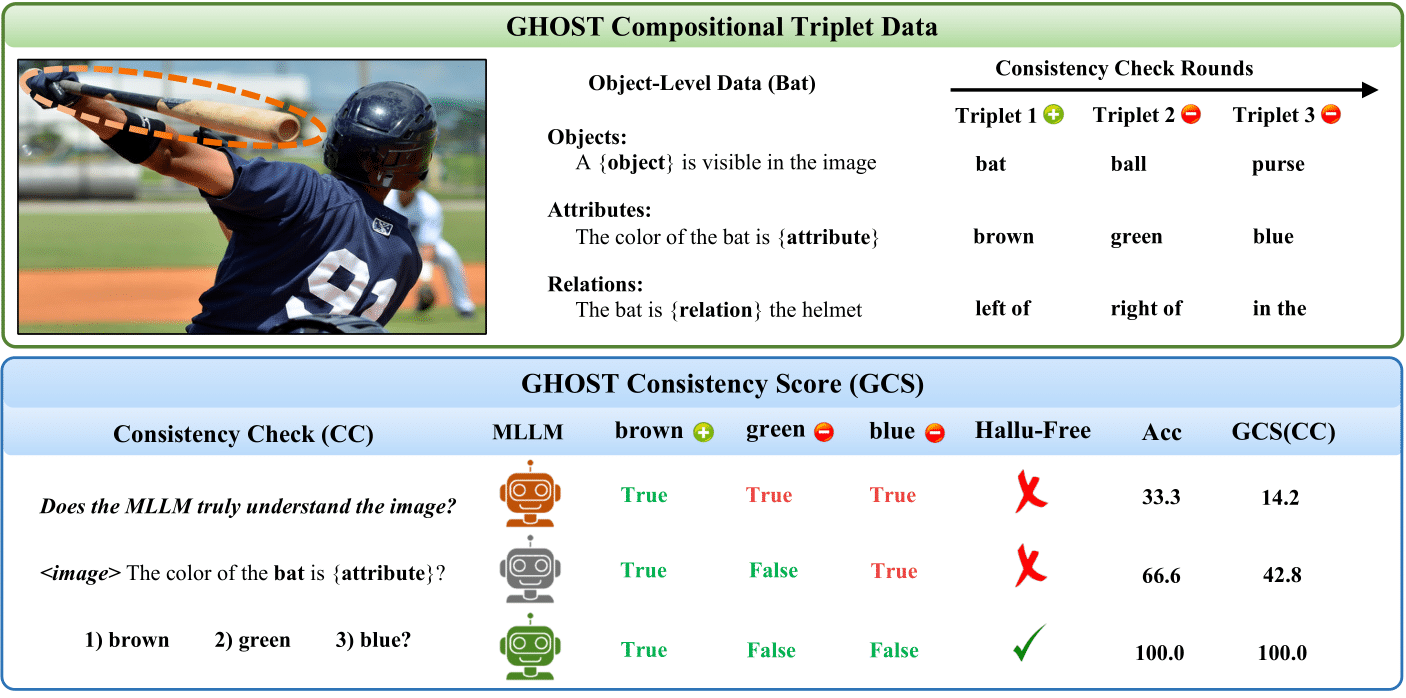 GHOST Compositional Triplet Data
Object-Level Data (Bat)
Consistency Check Rounds
Triplet 1 Triplet 2 Triplet 3
Objects:
A {object} is visible in the image bat ball purse
Attributes:
The color of the bat is {attribute} brown green blue
Relations:
The bat is {relation} the helmet left of right of in the
91
GHOST Consistency Score (GCS)
Consistency Check (CC) MLLM brown green blue Hallu-Free Acc GCS(CC)
Does the MLLM truly understand the image? True True True 33.3 14.2
<image> The color of the bat is {attribute}? True False True 66.6 42.8
1) brown 2) green 3) blue? True False False 100.0 100.0